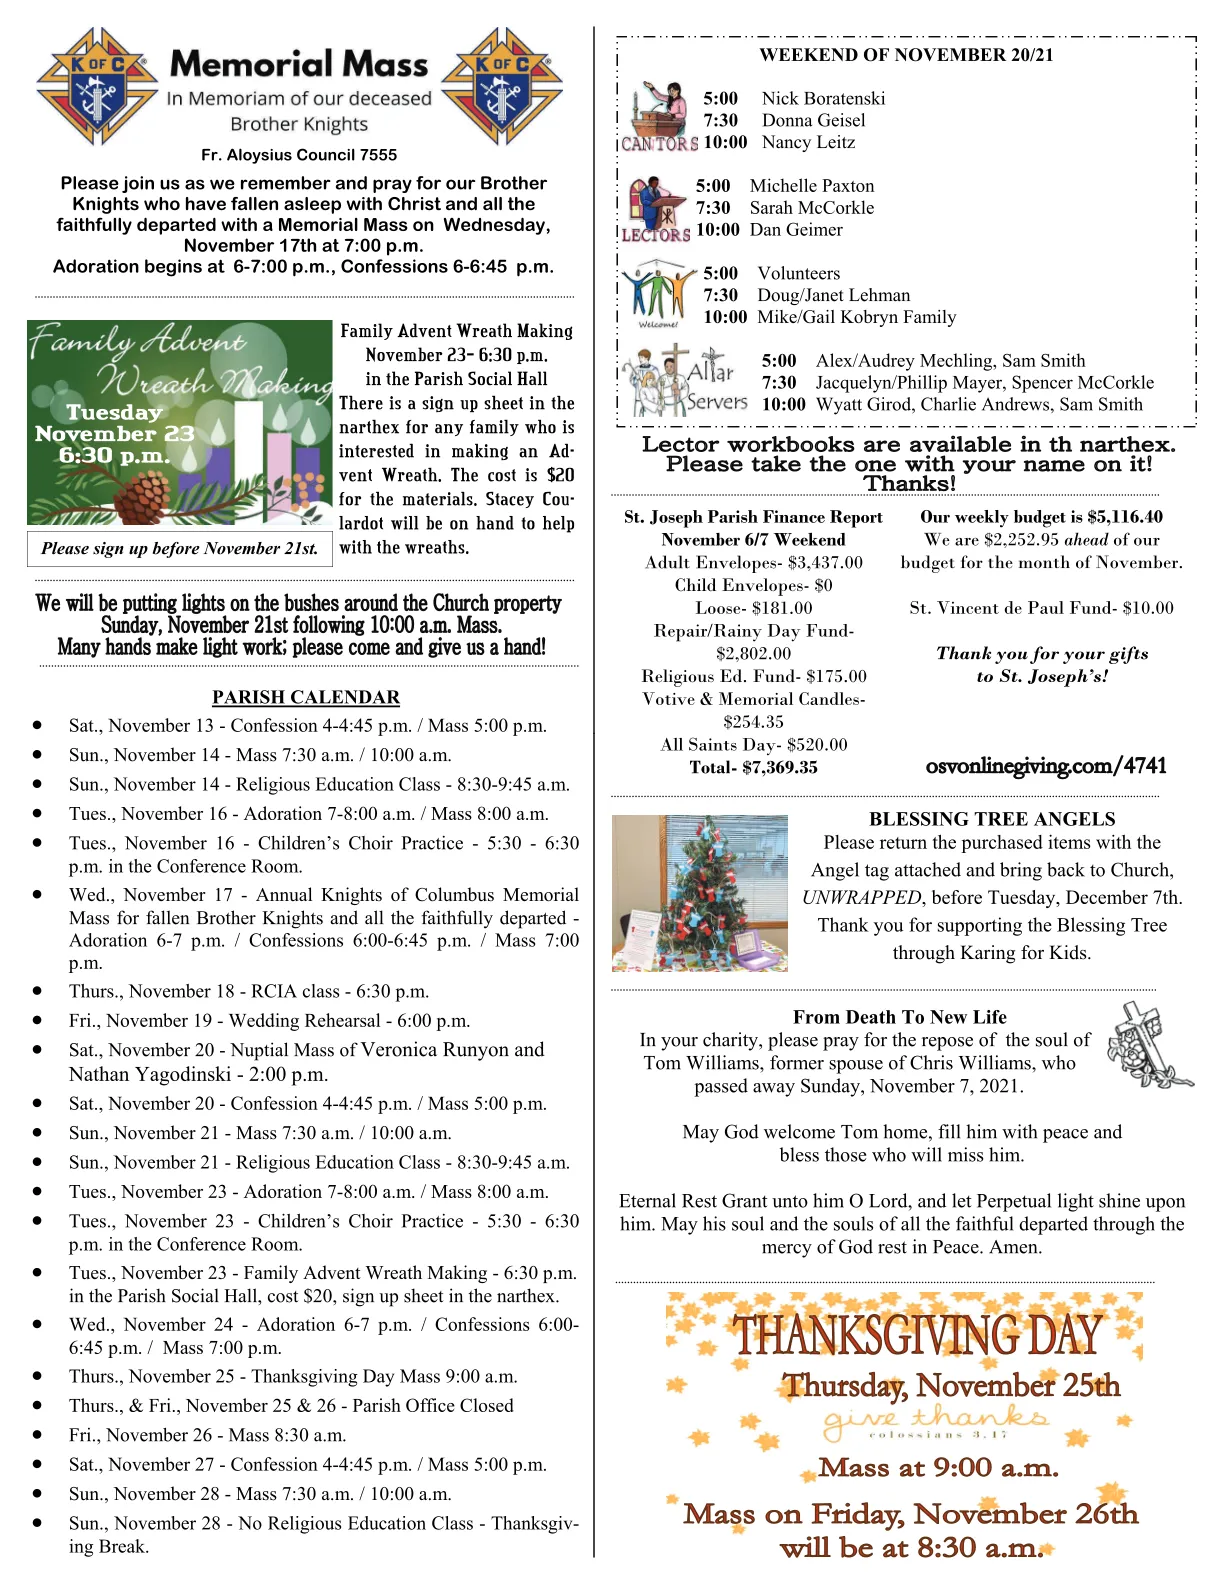 K OF C
Memorial Mass
K OF C
In Memoriam of our deceased
Brother Knights
Fr. Aloysius Council 7555
Please join us as we remember and pray for our Brother
Knights who have fallen asleep with Christ and all the
faithfully departed with a Memorial Mass on Wednesday,
November 17th at 7:00 p.m.
Adoration begins at 6-7:00 p.m., Confessions 6-6:45 p.m.
Family Advent
Wreath Making
Tuesday
November 23
6:30 p.m.
Please sign up before November 21st.
Family Advent Wreath Making
November 23- 6:30 p.m.
in the Parish Social Hall
There is a sign up sheet in the
narthex for any family who is
interested in making an Ad-
vent Wreath. The cost is $20
for the materials. Stacey Cou-
lardot will be on hand to help
with the wreaths.
We will be putting lights on the bushes around the Church property
Sunday, November 21st following 10:00 a.m. Mass.
Many hands make light work; please come and give us a hand!
PARISH CALENDAR
● Sat., November 13 - Confession 4-4:45 p.m. / Mass 5:00 p.m.
● Sun., November 14 - Mass 7:30 a.m. / 10:00 a.m.
● Sun., November 14 - Religious Education Class - 8:30-9:45 a.m.
● Tues., November 16 - Adoration 7-8:00 a.m. / Mass 8:00 a.m.
● Tues., November 16 - Children's Choir Practice - 5:30 - 6:30
p.m. in the Conference Room.
● Wed., November 17 - Annual Knights of Columbus Memorial
Mass for fallen Brother Knights and all the faithfully departed -
Adoration 6-7 p.m. / Confessions 6:00-6:45 p.m. / Mass 7:00
p.m.
● Thurs., November 18 - RCIA class - 6:30 p.m.
● Fri., November 19 - Wedding Rehearsal - 6:00 p.m.
● Sat., November 20 - Nuptial Mass of Veronica Runyon and
Nathan Yagodinski - 2:00 p.m.
● Sat., November 20 - Confession 4-4:45 p.m. / Mass 5:00 p.m.
● Sun., November 21 - Mass 7:30 a.m. / 10:00 a.m.
● Sun., November 21 - Religious Education Class - 8:30-9:45 a.m.
● Tues., November 23 - Adoration 7-8:00 a.m. / Mass 8:00 a.m.
● Tues., November 23 - Children's Choir Practice - 5:30 - 6:30
p.m. in the Conference Room.
● Tues., November 23 - Family Advent Wreath Making - 6:30 p.m.
in the Parish Social Hall, cost $20, sign up sheet in the narthex.
● Wed., November 24 - Adoration 6-7 p.m. / Confessions 6:00-
6:45 p.m. / Mass 7:00 p.m.
● Thurs., November 25 - Thanksgiving Day Mass 9:00 a.m.
● Thurs., & Fri., November 25 & 26 - Parish Office Closed
● Fri., November 26 - Mass 8:30 a.m.
● Sat., November 27 - Confession 4-4:45 p.m. / Mass 5:00 p.m.
● Sun., November 28 - Mass 7:30 a.m. / 10:00 a.m.
● Sun., November 28 - No Religious Education Class - Thanksgiv-
ing Break.
WEEKEND OF NOVEMBER 20/21
CANTORS
5:00 Nick Boratenski
7:30 Donna Geisel
10:00 Nancy Leitz
LECTORS
5:00 Michelle Paxton
7:30 Sarah McCorkle
10:00 Dan Geimer
Welcome!
5:00 Volunteers
7:30 Doug/Janet Lehman
10:00 Mike/Gail Kobryn Family
Altar
Servers
5:00 Alex/Audrey Mechling, Sam Smith
7:30 Jacquelyn/Phillip Mayer, Spencer McCorkle
10:00 Wyatt Girod, Charlie Andrews, Sam Smith
Lector workbooks are available in th narthex.
Please take the one with your name on it!
Thanks!
St. Joseph Parish Finance Report
November 6/7 Weekend
Adult Envelopes- $3,437.00
Child Envelopes- $0
Loose- $181.00
Repair/Rainy Day Fund-
$2,802.00
Religious Ed. Fund- $175.00
Votive & Memorial Candles-
$254.35
All Saints Day- $520.00
Total- $7,369.35
Our weekly budget is $5,116.40
We are $2,252.95 ahead of our
budget for the month of November.
St. Vincent de Paul Fund- $10.00
Thank you for your gifts
to St. Joseph's!
osvonlinegiving.com/4741
BLESSING TREE ANGELS
Please return the purchased items with the
Angel tag attached and bring back to Church,
UNWRAPPED, before Tuesday, December 7th.
Thank you for supporting the Blessing Tree
through Karing for Kids.
From Death To New Life
In your charity, please pray for the repose of the soul of
Tom Williams, former spouse of Chris Williams, who
passed away Sunday, November 7, 2021.
May God welcome Tom home, fill him with peace and
bless those who will miss him.
Eternal Rest Grant unto him O Lord, and let Perpetual light shine upon
him. May his soul and the souls of all the faithful departed through the
mercy of God rest in Peace. Amen.
THANKSGIVING DAY
Thursday, November 25th
give thanks
colossians 3.17
Mass at 9:00 a.m.
Mass on Friday, November 26th
will be at 8:30 a.m.